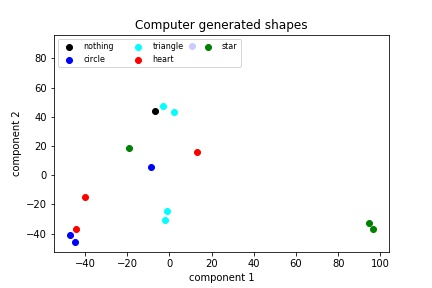 Computer generated shapes
nothing triangle star
circle heart
component 2
80
60
40
20
0
−20
−40
−40 −20 0 20 40 60 80 100
component 1